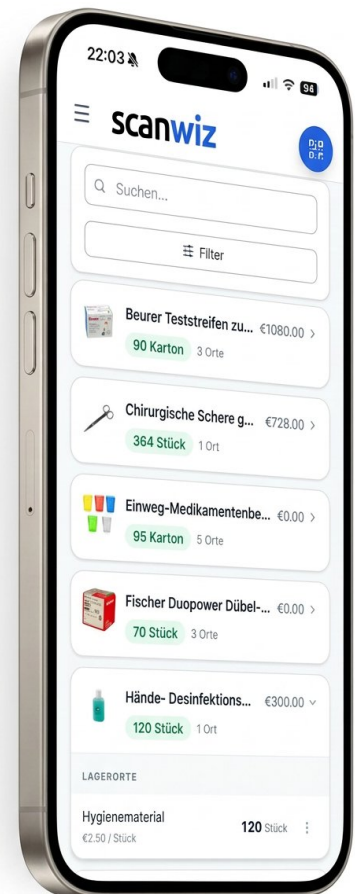 22:03
94
scanwiz
Suchen...
Filter
Beurer Teststreifen zu... €1080.00
90 Karton 3 Orte
Chirurgische Schere g... €728.00
364 Stück 1 Ort
Einweg-Medikamentenbe... €0.00
95 Karton 5 Orte
Fischer Duopower Dübel-... €0.00
70 Stück 3 Orte
Hände- Desinfektions... €300.00
120 Stück 1 Ort
LAGERORTE
Hygienematerial 120 Stück
€2.50 / Stück